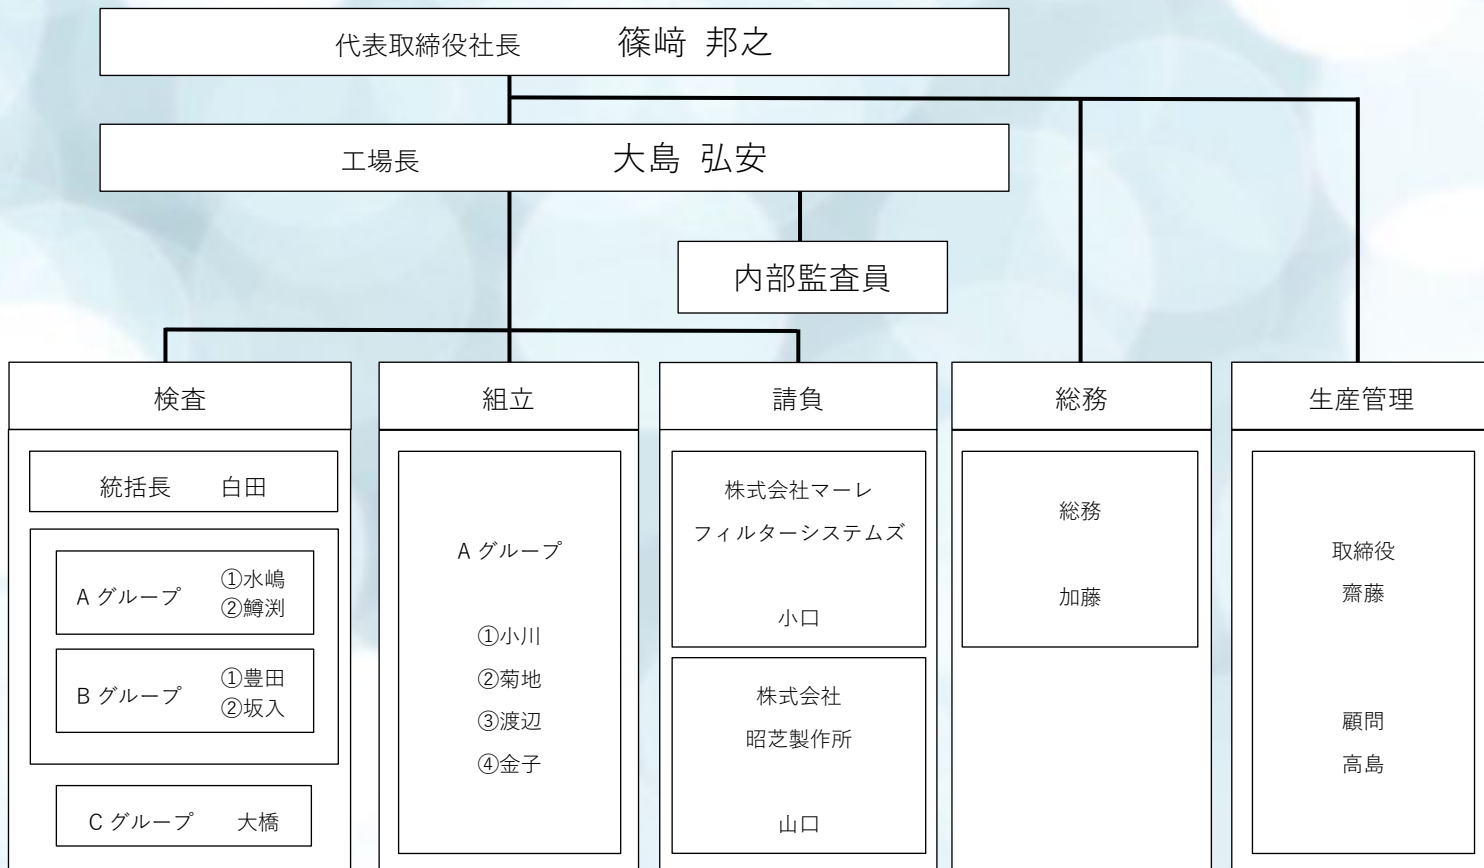 代表取締役社長 篠﨑 邦之
工場長 大島 弘安
内部監査員
検査
統括長 白田
A グループ ①水嶋
②鱒渕
B グループ ①豊田
②坂入
C グループ 大橋
組立
A グループ
①小川
②菊地
③渡辺
④金子
請負
株式会社マーレ
フィルターシステムズ
小口
株式会社
昭芝製作所
山口
総務
総務
加藤
生産管理
取締役
齋藤
顧問
高島